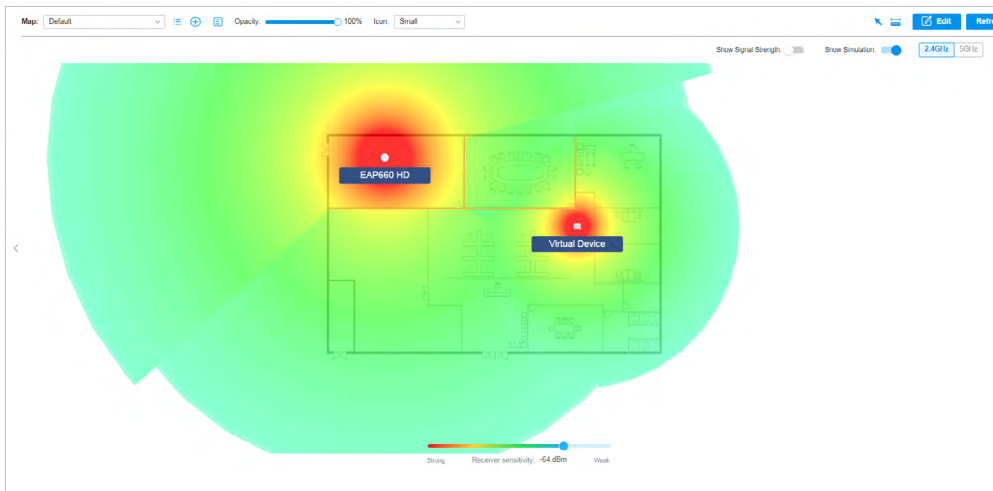 Map: Default Opacity: 100% Icon: Small Edit Refre
Show Signal Strength: Show Simulation: 2.4GHz 5GHz
EAP660 HD
Virtual Device
Strong Receiver sensitivity: -64 dBm Weak